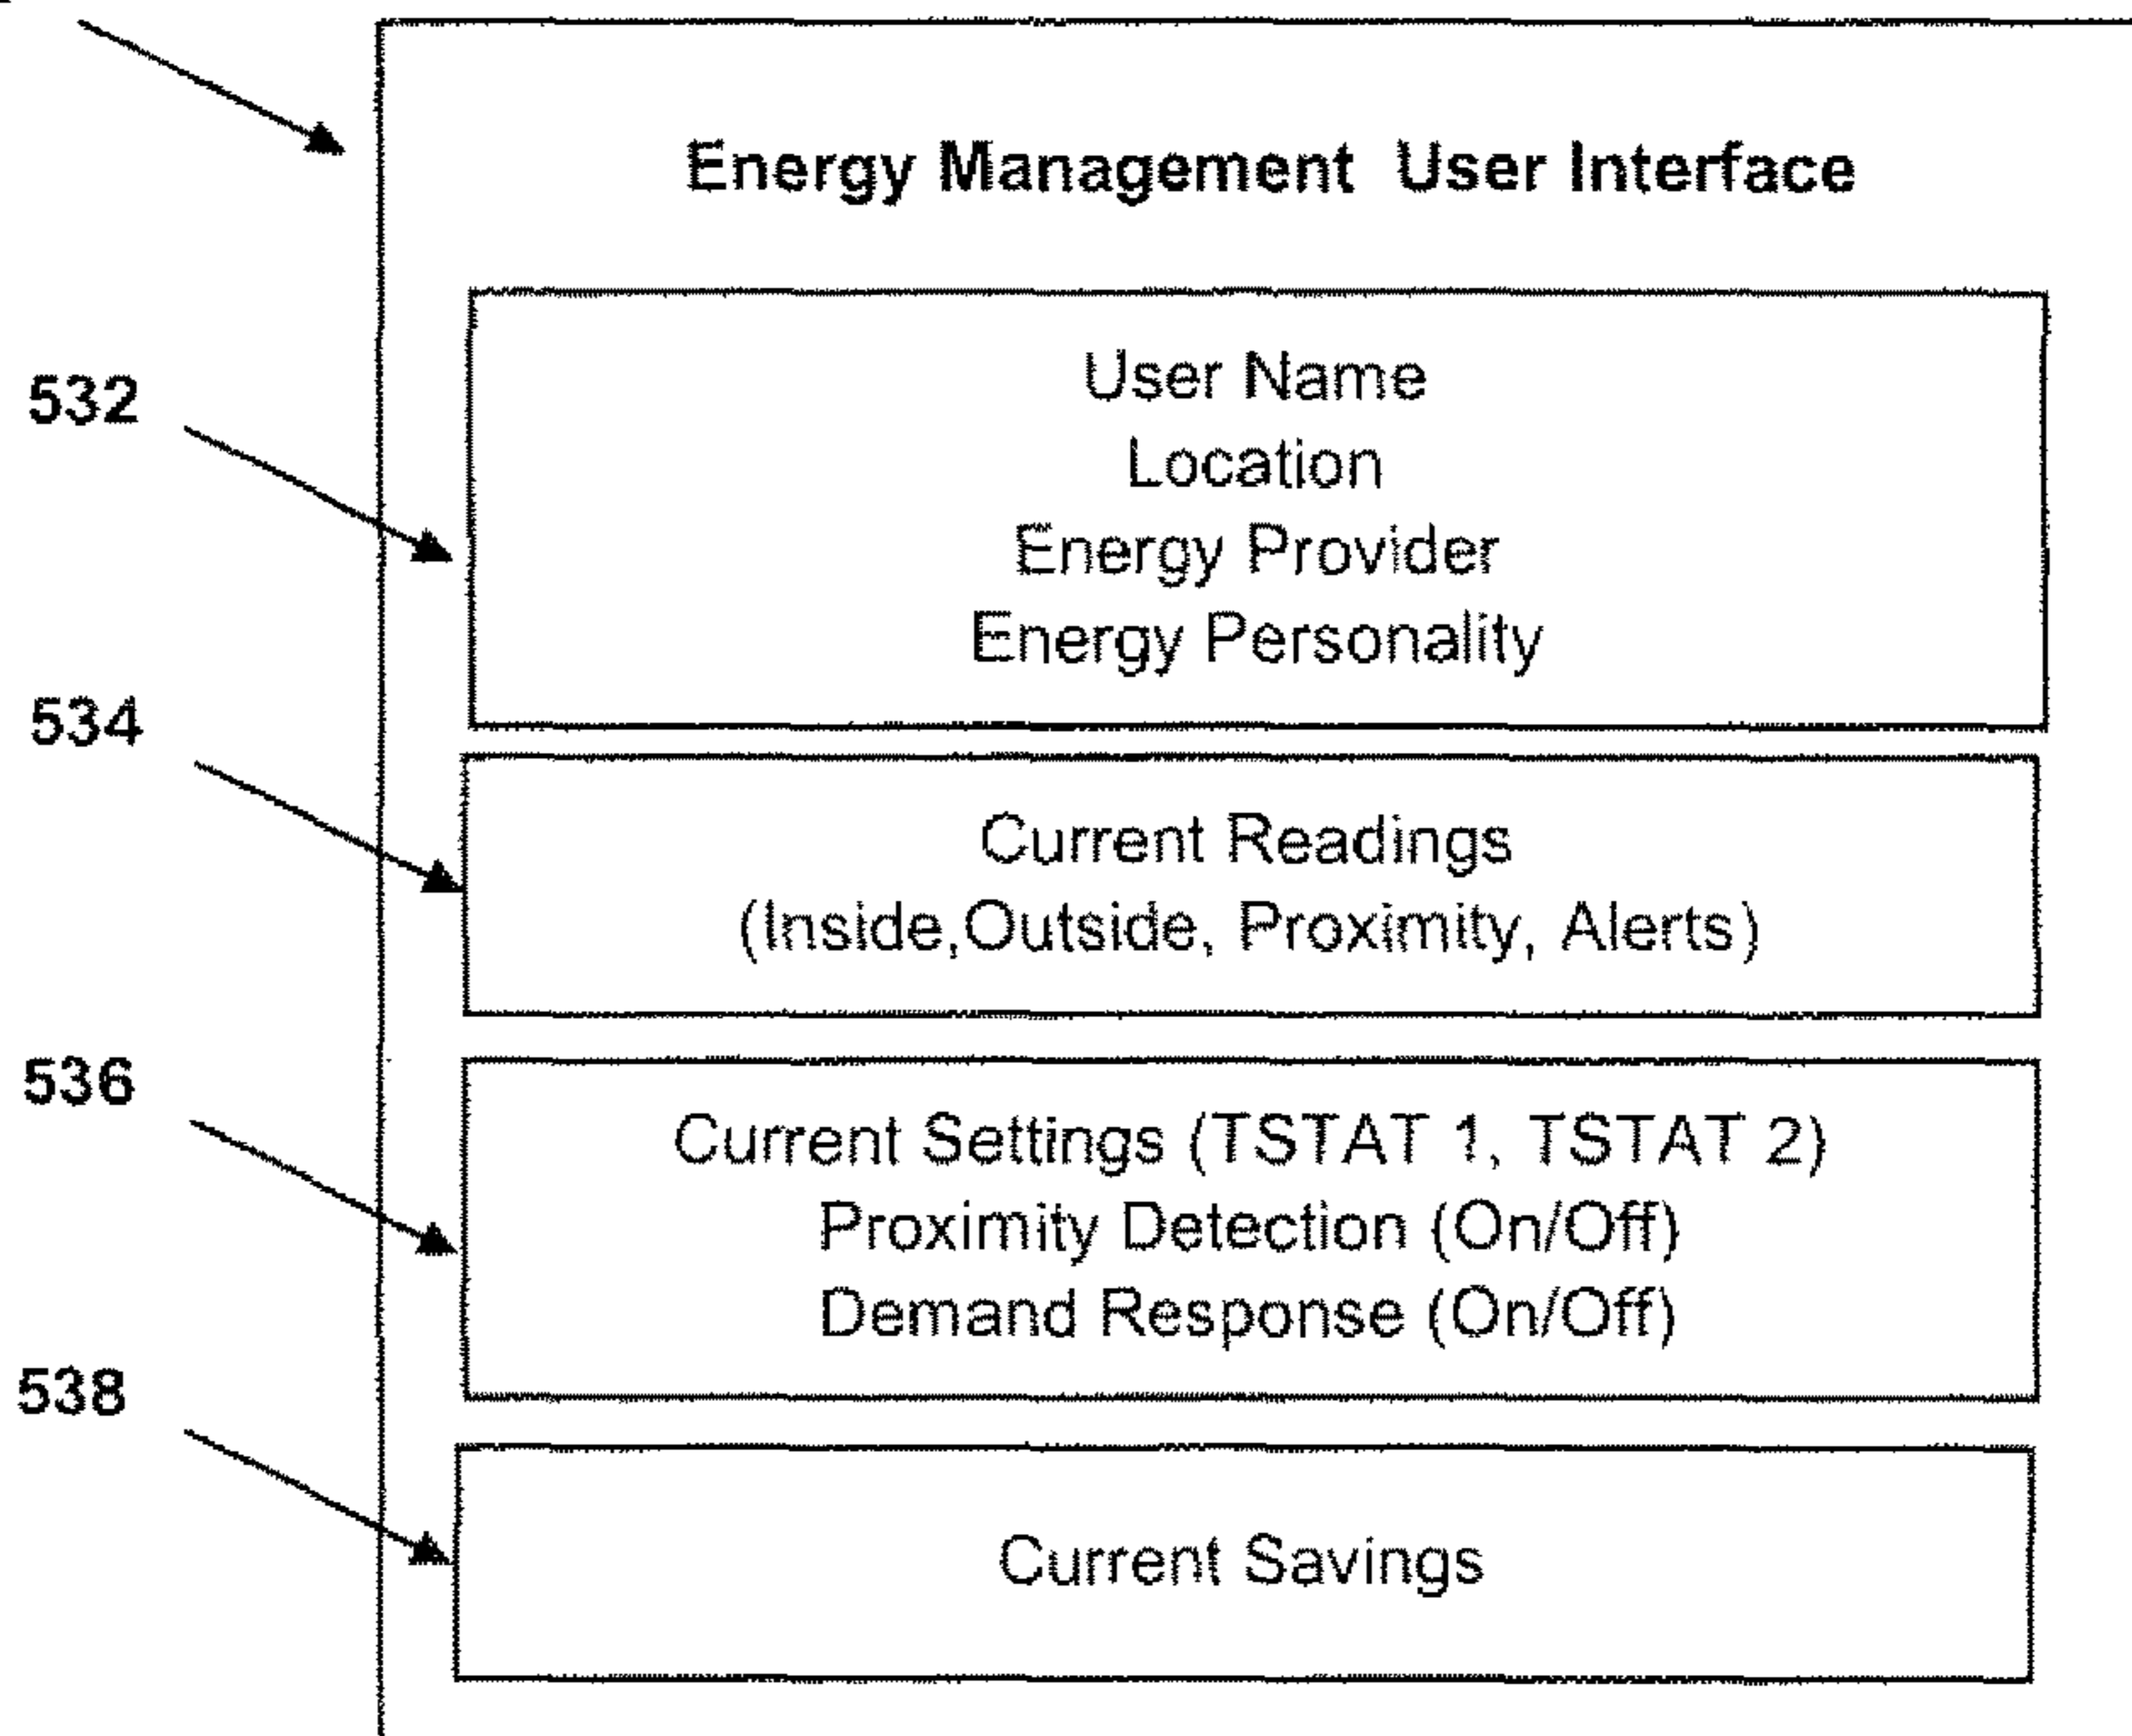 Energy Management User Interface
532
User Name
Location
Energy Provider
Energy Personality
534
Current Readings
(Inside,Outside, Proximity, Alerts)
536
Current Settings (TSTAT 1, TSTAT 2)
Proximity Detection (On/Off)
Demand Response (On/Off)
538
Current Savings